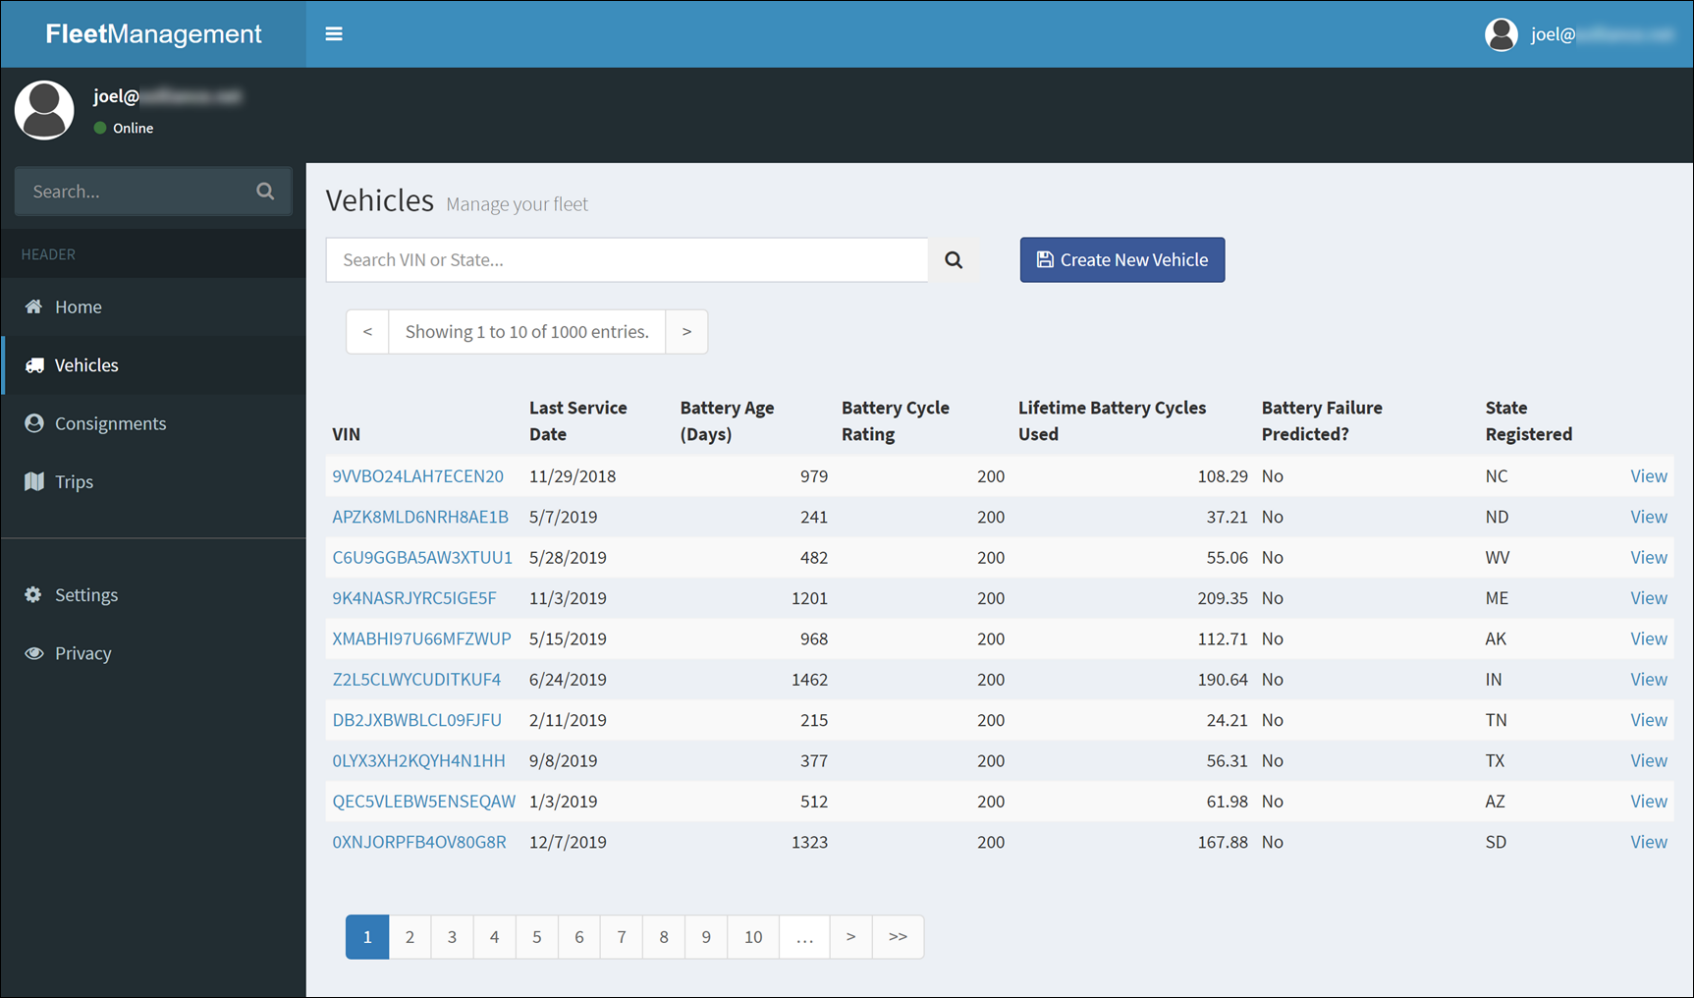 FleetManagement
joel@
joel@
Online
Search...
HEADER
Home
Vehicles
Consignments
Trips
Settings
Privacy
Vehicles Manage your fleet
Search VIN or State...
Create New Vehicle
< Showing 1 to 10 of 1000 entries. >
VIN Last Service Date Battery Age (Days) Battery Cycle Rating Lifetime Battery Cycles Used Battery Failure Predicted? State Registered
9VVBO24LAH7ECEN20 11/29/2018 979 200 108.29 No NC View
APZK8MLD6NRH8AE1B 5/7/2019 241 200 37.21 No ND View
C6U9GGBA5AW3XTUU1 5/28/2019 482 200 55.06 No WV View
9K4NASRJYRC5IGE5F 11/3/2019 1201 200 209.35 No ME View
XMABHI97U66MFZWUP 5/15/2019 968 200 112.71 No AK View
Z2L5CLWYCUDITKUF4 6/24/2019 1462 200 190.64 No IN View
DB2JXBWBLCL09FJFU 2/11/2019 215 200 24.21 No TN View
0LYX3XH2KQYH4N1HH 9/8/2019 377 200 56.31 No TX View
QEC5VLEBW5ENSEQAW 1/3/2019 512 200 61.98 No AZ View
0XNJORPFB4OV80G8R 12/7/2019 1323 200 167.88 No SD View
1 2 3 4 5 6 7 8 9 10 ... > >>